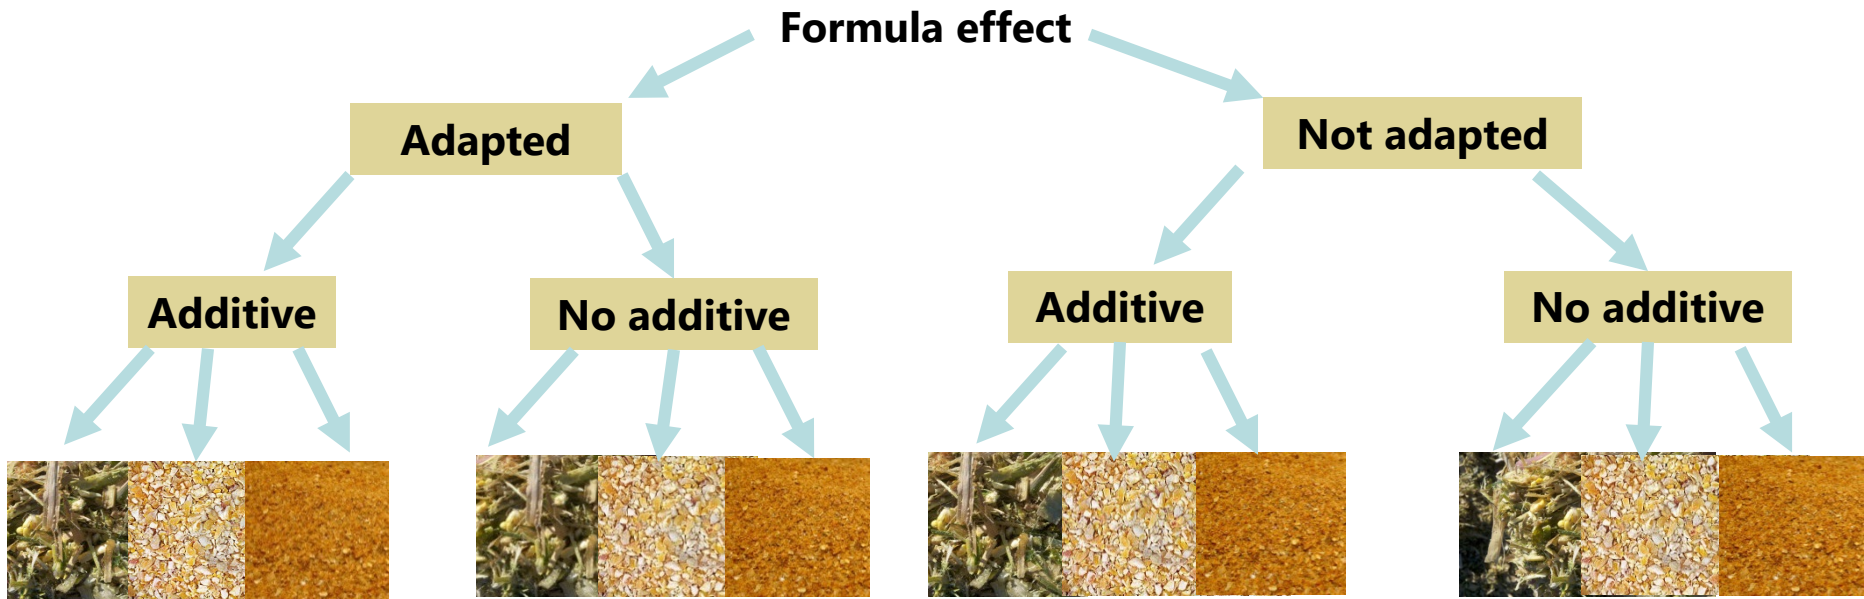 Formula effect
Adapted
Not adapted
Additive
No additive
Additive
No additive